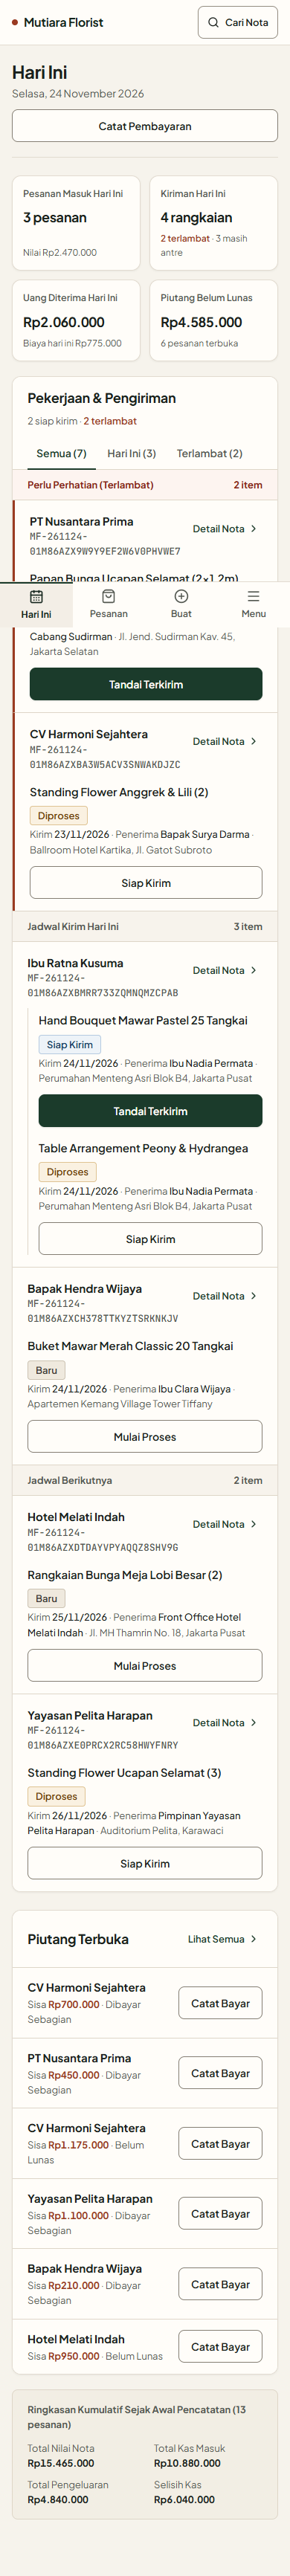 Mutiara Florist
Cari Nota
Hari Ini
Selasa, 24 November 2026
Catat Pembayaran
Pesanan Masuk Hari Ini
3 pesanan
Nilai Rp2.470.000
Kiriman Hari Ini
4 rangkaian
2 terlambat · 3 masih
antre
Uang Diterima Hari Ini
Rp2.060.000
Biaya hari ini Rp775.000
Piutang Belum Lunas
Rp4.585.000
6 pesanan terbuka
Pekerjaan & Pengiriman
2 siap kirim · 2 terlambat
Semua (7)
Hari Ini (3)
Terlambat (2)
Perlu Perhatian (Terlambat)
2 item
PT Nusantara Prima
Detail Nota
MF-261124-
01M86AZX9W9Y9EF2W6V0PHVWE7
Papan Bunga Ucapan Selamat (2×1,2m)
Hari Ini
Pesanan
Buat
Menu
Cabang Sudirman · Jl. Jend. Sudirman Kav. 45,
Jakarta Selatan
Tandai Terkirim
CV Harmoni Sejahtera
Detail Nota
MF-261124-
01M86AZXBA3W5ACV3SNWAKDJZC
Standing Flower Anggrek & Lili (2)
Diproses
Kirim 23/11/2026 · Penerima Bapak Surya Darma ·
Ballroom Hotel Kartika, Jl. Gatot Subroto
Siap Kirim
Jadwal Kirim Hari Ini
3 item
Ibu Ratna Kusuma
Detail Nota
MF-261124-
01M86AZXBMRR733ZQMNQMZCPAB
Hand Bouquet Mawar Pastel 25 Tangkai
Siap Kirim
Kirim 24/11/2026 · Penerima Ibu Nadia Permata ·
Perumahan Menteng Asri Blok B4, Jakarta Pusat
Tandai Terkirim
Table Arrangement Peony & Hydrangea
Diproses
Kirim 24/11/2026 · Penerima Ibu Nadia Permata ·
Perumahan Menteng Asri Blok B4, Jakarta Pusat
Siap Kirim
Bapak Hendra Wijaya
Detail Nota
MF-261124-
01M86AZXCH378TTKYZTSRKNKJV
Buket Mawar Merah Classic 20 Tangkai
Baru
Kirim 24/11/2026 · Penerima Ibu Clara Wijaya ·
Apartemen Kemang Village Tower Tiffany
Mulai Proses
Jadwal Berikutnya
2 item
Hotel Melati Indah
Detail Nota
MF-261124-
01M86AZXDTDAYVPYAQQZ8SHV9G
Rangkaian Bunga Meja Lobi Besar (2)
Baru
Kirim 25/11/2026 · Penerima Front Office Hotel
Melati Indah · Jl. MH Thamrin No. 18, Jakarta Pusat
Mulai Proses
Yayasan Pelita Harapan
Detail Nota
MF-261124-
01M86AZXE0PRCX2RC58HWYFNRY
Standing Flower Ucapan Selamat (3)
Diproses
Kirim 26/11/2026 · Penerima Pimpinan Yayasan
Pelita Harapan · Auditorium Pelita, Karawaci
Siap Kirim
Piutang Terbuka
Lihat Semua
CV Harmoni Sejahtera
Sisa Rp700.000 · Dibayar
Sebagian
Catat Bayar
PT Nusantara Prima
Sisa Rp450.000 · Dibayar
Sebagian
Catat Bayar
CV Harmoni Sejahtera
Sisa Rp1.175.000 · Belum
Lunas
Catat Bayar
Yayasan Pelita Harapan
Sisa Rp1.100.000 · Dibayar
Sebagian
Catat Bayar
Bapak Hendra Wijaya
Sisa Rp210.000 · Dibayar
Sebagian
Catat Bayar
Hotel Melati Indah
Sisa Rp950.000 · Belum Lunas
Catat Bayar
Ringkasan Kumulatif Sejak Awal Pencatatan (13
pesanan)
Total Nilai Nota
Rp15.465.000
Total Kas Masuk
Rp10.880.000
Total Pengeluaran
Rp4.840.000
Selisih Kas
Rp6.040.000